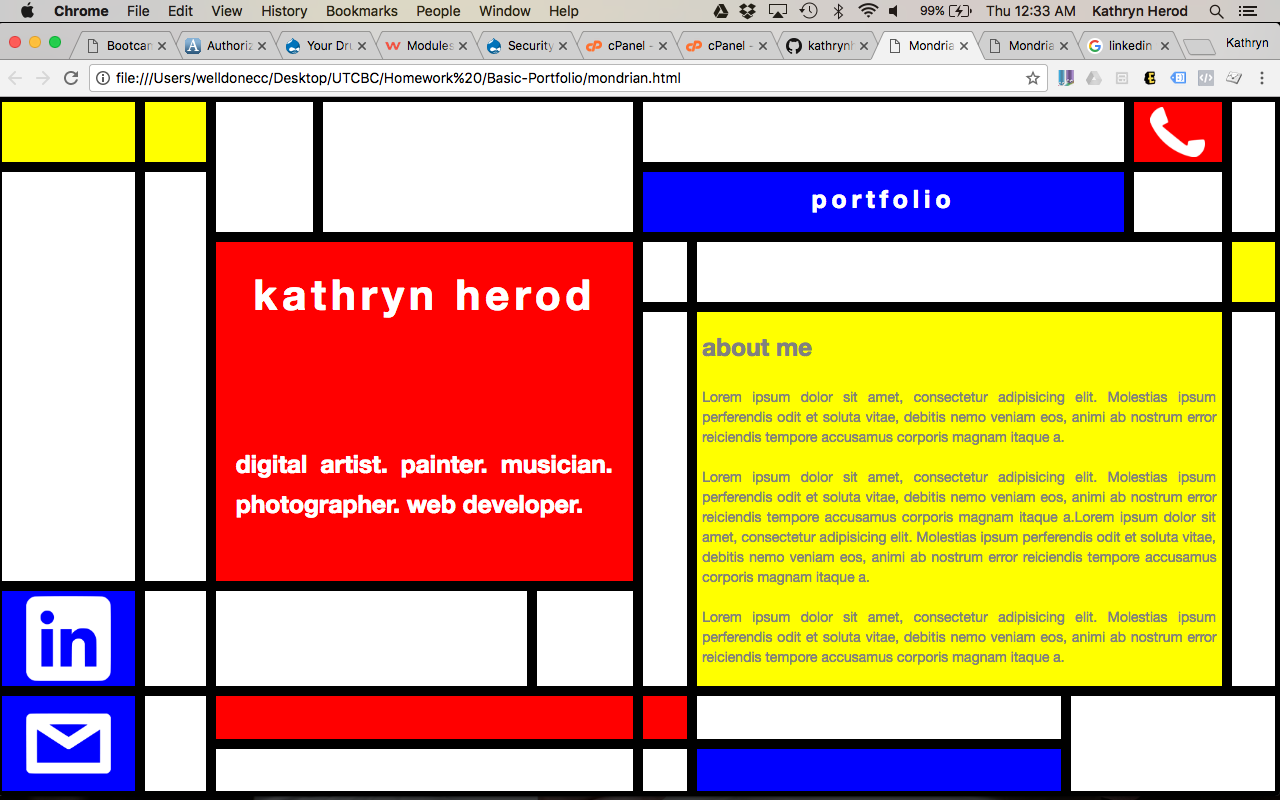 Chrome File Edit View History Bookmarks People Window Help 99% Thu 12:33 AM Kathryn Herod
Bootcar Authoriz Your Dru Modules Security cPanel - cPanel - kathrynh Mondria Mondria linkedin Kathryn
file:///Users/welldonecc/Desktop/UTCBC/Homework%20/Basic-Portfolio/mondrian.html
portfolio
kathryn herod
digital artist. painter. musician.
photographer. web developer.
about me
Lorem ipsum dolor sit amet, consectetur adipisicing elit. Molestias ipsum
perferendis odit et soluta vitae, debitis nemo veniam eos, animi ab nostrum error
reiciendis tempore accusamus corporis magnam itaque a.
Lorem ipsum dolor sit amet, consectetur adipisicing elit. Molestias ipsum
perferendis odit et soluta vitae, debitis nemo veniam eos, animi ab nostrum error
reiciendis tempore accusamus corporis magnam itaque a.Lorem ipsum dolor sit
amet, consectetur adipisicing elit. Molestias ipsum perferendis odit et soluta vitae,
debitis nemo veniam eos, animi ab nostrum error reiciendis tempore accusamus
corporis magnam itaque a.
Lorem ipsum dolor sit amet, consectetur adipisicing elit. Molestias ipsum
perferendis odit et soluta vitae, debitis nemo veniam eos, animi ab nostrum error
reiciendis tempore accusamus corporis magnam itaque a.
in